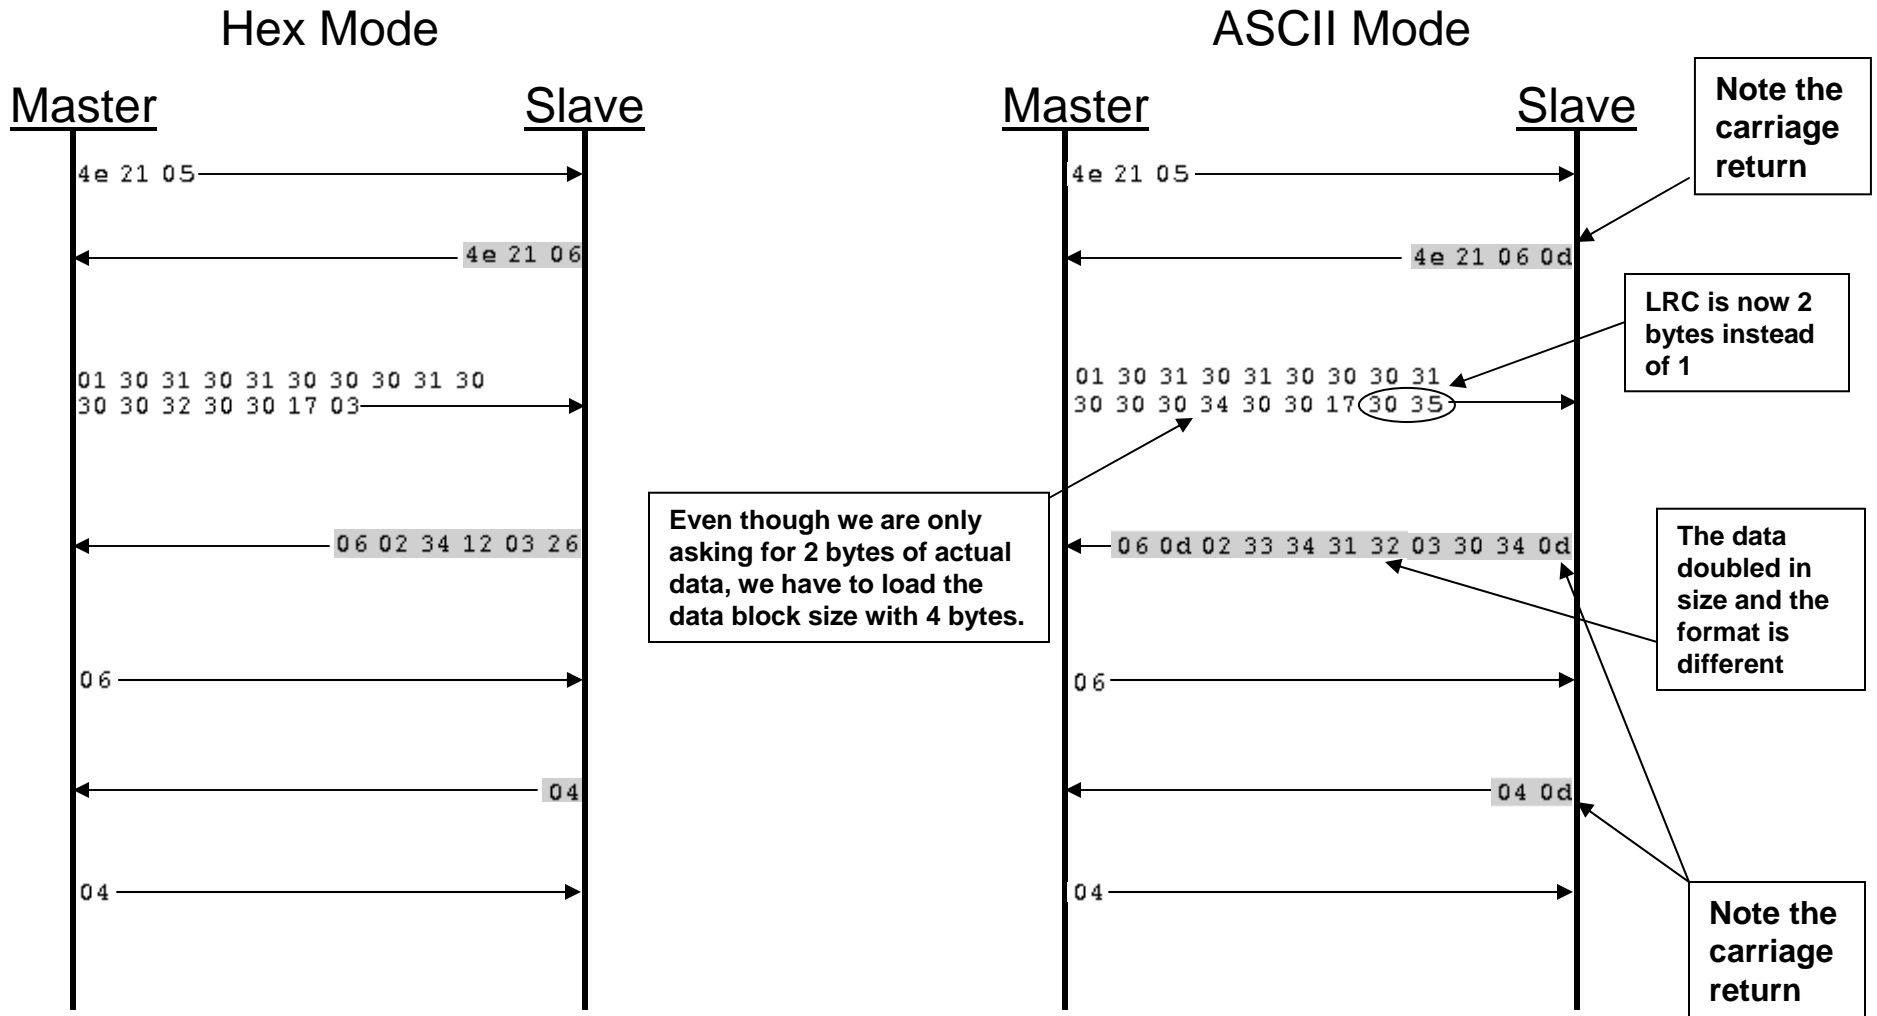 Hex Mode
Master
Slave
4e 21 05
4e 21 06
01 30 31 30 31 30 30 30 31 30
30 30 32 30 30 17 03
06 02 34 12 03 26
06
04
04
ASCII Mode
Master
Slave
4e 21 05
4e 21 06 0d
01 30 31 30 31 30 30 30 31
30 30 30 34 30 30 17 30 35
06 0d 02 33 34 31 32 03 30 34 0d
06
04 0d
04
Note the
carriage
return
LRC is now 2
bytes instead
of 1
Even though we are only
asking for 2 bytes of actual
data, we have to load the
data block size with 4 bytes.
The data
doubled in
size and the
format is
different
Note the
carriage
return